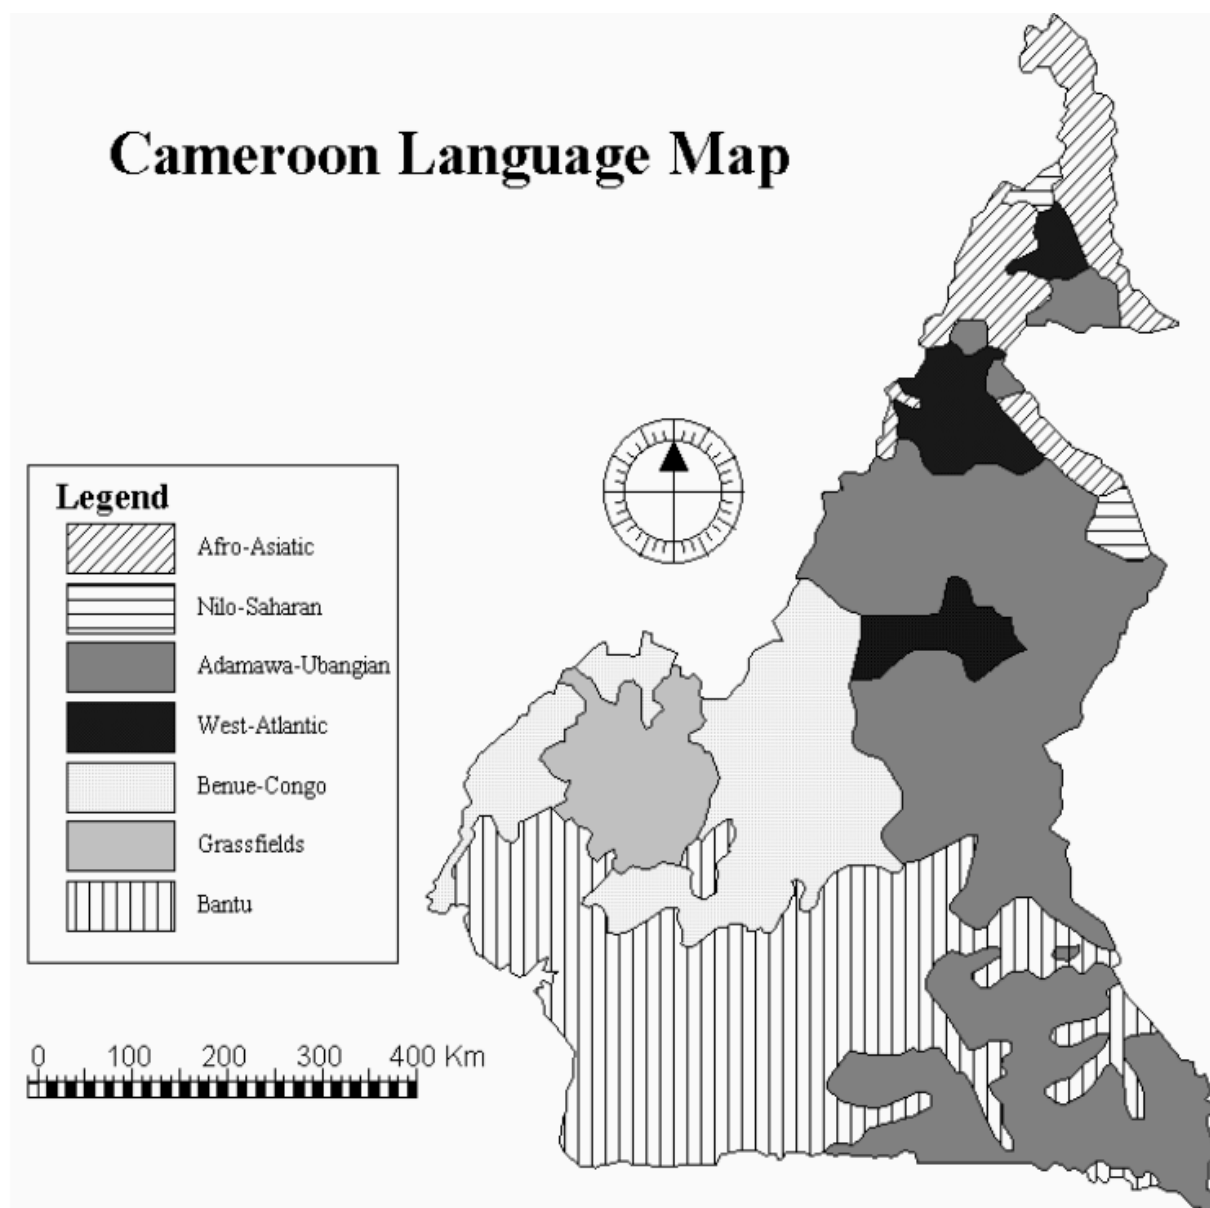 Cameroon Language Map
Legend
Afro-Asiatic
Nilo-Saharan
Adamawa-Ubangian
West-Atlantic
Benue-Congo
Grassfields
Bantu
0 100 200 300 400 Km